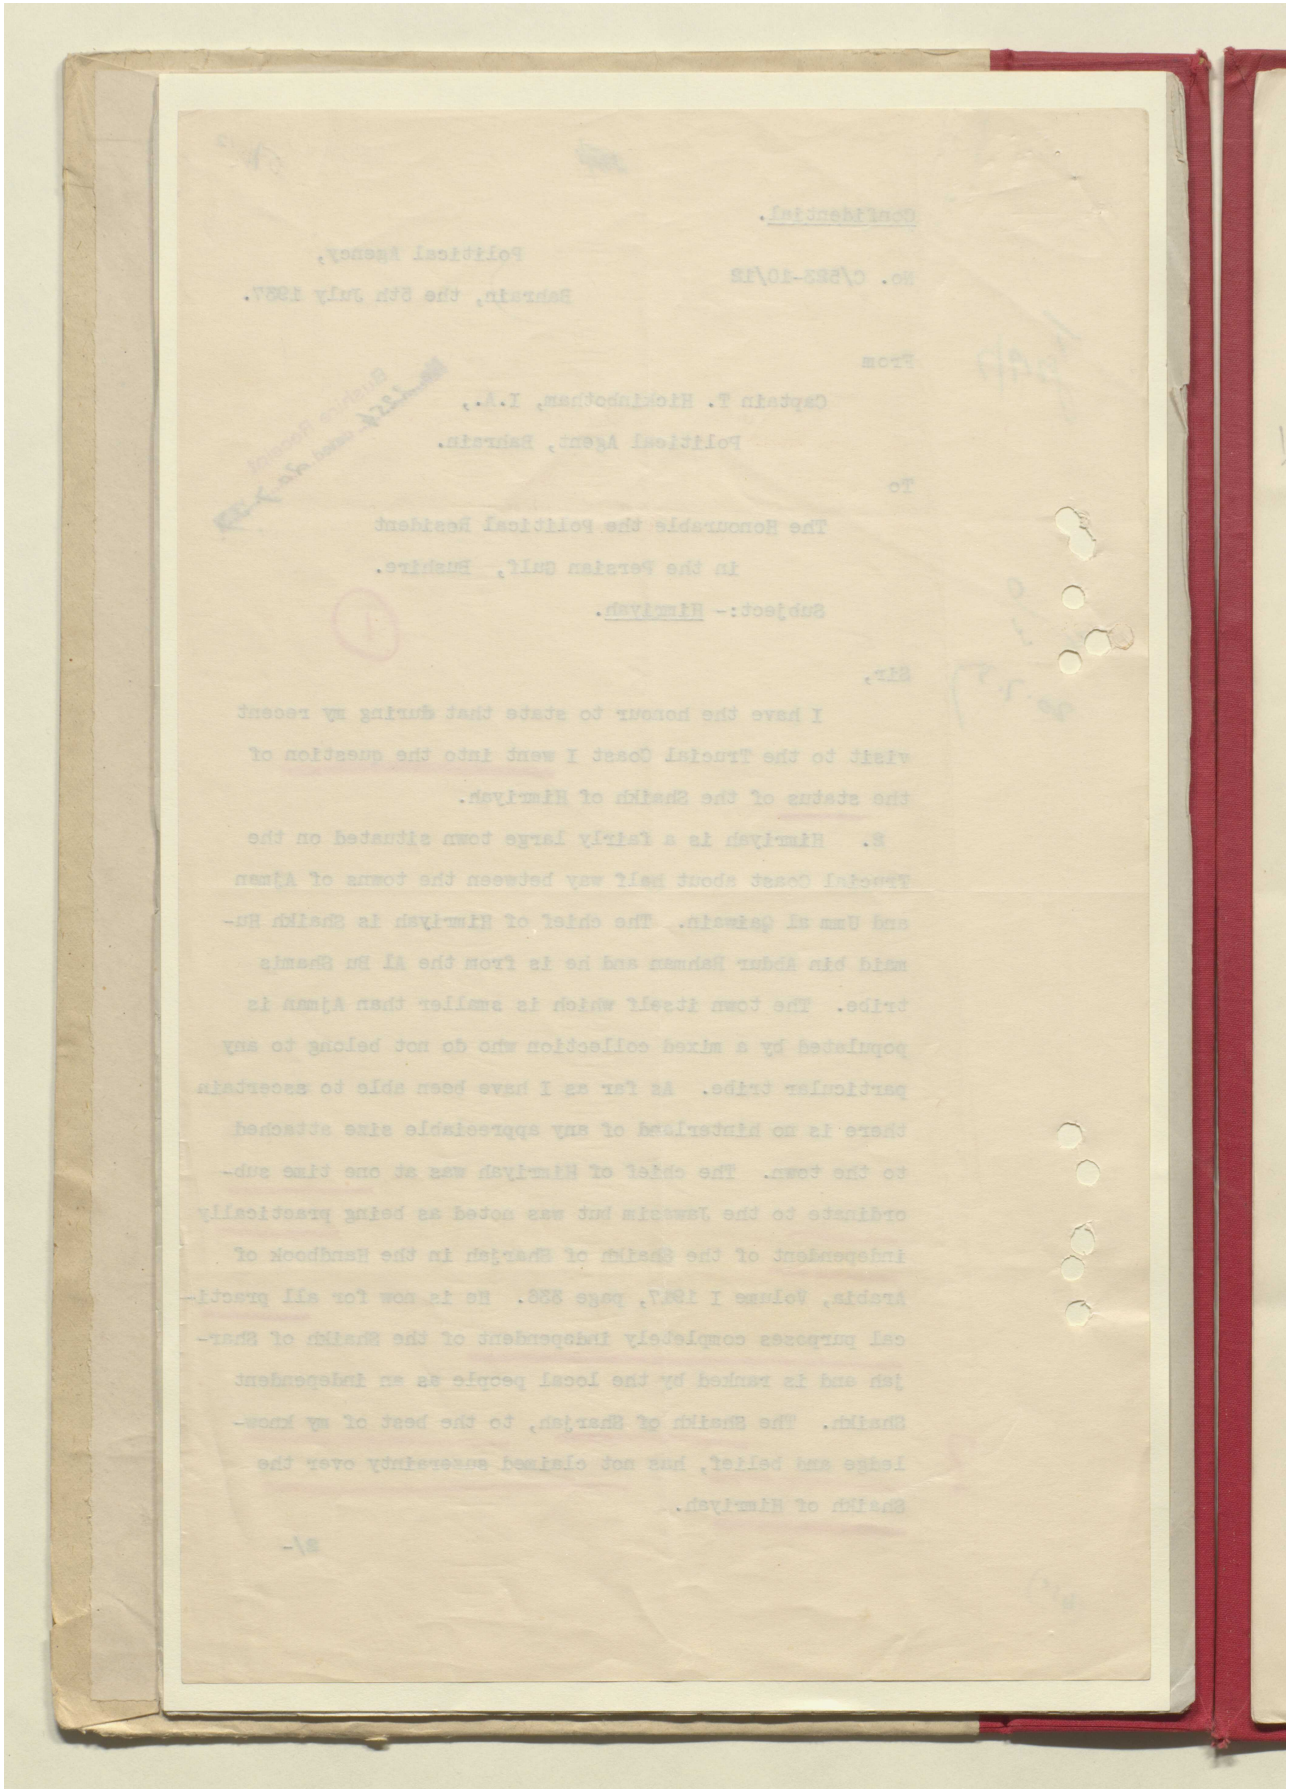 Confidential.
Political Agency,
No. C/523-10/12
Bahrain, the 5th July 1937.
From
Captain T. Hickinbotham, I.A.,
Political Agent, Bahrain.
Bushire Receipt
To
The Honourable the Political Resident
in the Persian Gulf, Bushire.
Subject:- Himriyah.
1
Sir,
I have the honour to state that during my recent
visit to the Trucial Coast I went into the question of
the status of the Shaikh of Himriyah.
2. Himriyah is a fairly large town situated on the
Trucial Coast about half way between the towns of Ajman
and Umm al Qaiwain. The chief of Himriyah is Shaikh Hu-
maid bin Abdur Rahman and he is from the Al Bu Shamis
tribe. The town itself which is smaller than Ajman is
populated by a mixed collection who do not belong to any
particular tribe. As far as I have been able to ascertain
there is no hinterland of any appreciable size attached
to the town. The chief of Himriyah was at one time sub-
ordinate to the Jawasim but was noted as being practically
independent of the Shaikh of Sharjah in the Handbook of
Arabia, Volume I 1917, page 336. He is now for all practi-
cal purposes completely independent of the Shaikh of Shar-
jah and is ranked by the local people as an independent
Shaikh. The Shaikh of Sharjah, to the best of my know-
ledge and belief, has not claimed suzerainty over the
Shaikh of Himriyah.
2/-